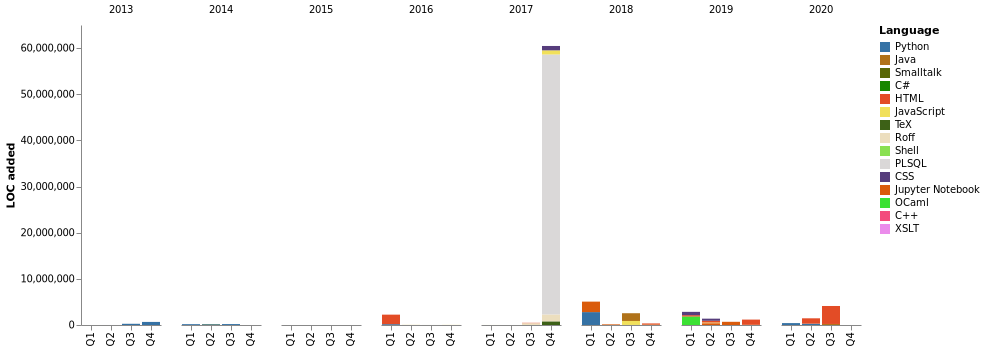 2013 2014 2015 2016 2017 2018 2019 2020
Language
Python
Java
Smalltalk
C#
HTML
JavaScript
TeX
Roff
Shell
PLSQL
CSS
Jupyter Notebook
OCaml
C++
XSLT
LOC added
60,000,000
50,000,000
40,000,000
30,000,000
20,000,000
10,000,000
0
Q1 Q2 Q3 Q4 Q1 Q2 Q3 Q4 Q1 Q2 Q3 Q4 Q1 Q2 Q3 Q4 Q1 Q2 Q3 Q4 Q1 Q2 Q3 Q4 Q1 Q2 Q3 Q4 Q1 Q2 Q3 Q4